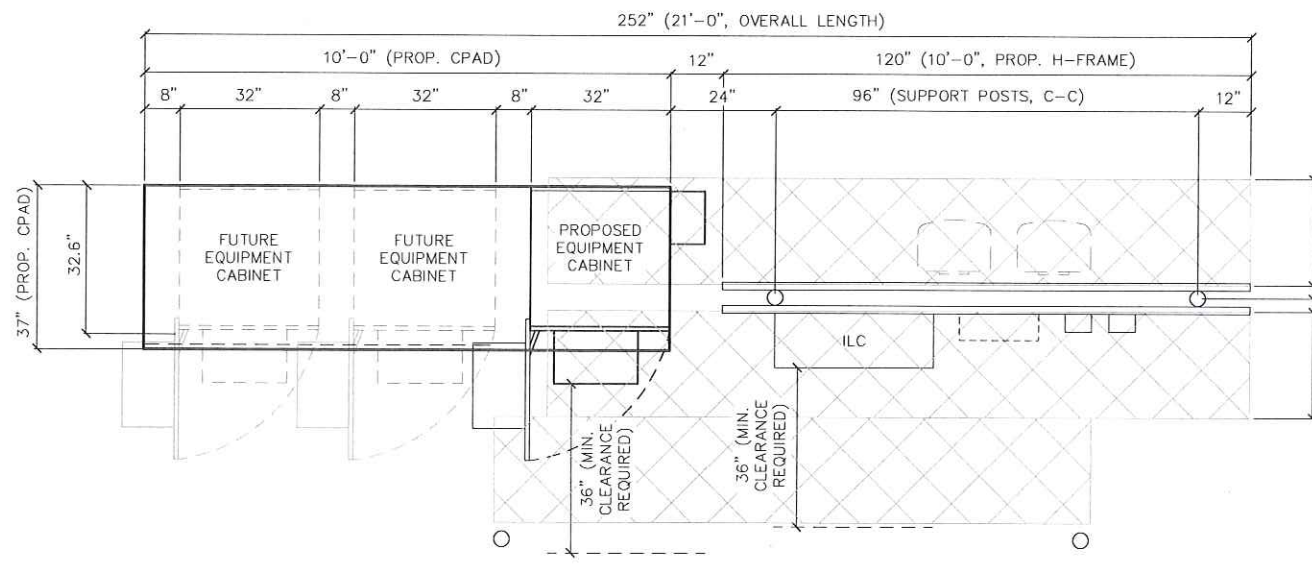 252" (21'-0", OVERALL LENGTH)
10'-0" (PROP. CPAD)
12"
120" (10'-0", PROP. H-FRAME)
8"
32"
8"
32"
8"
32"
24"
96" (SUPPORT POSTS, C-C)
12"
37" (PROP. CPAD)
32.6"
FUTURE
EQUIPMENT
CABINET
FUTURE
EQUIPMENT
CABINET
PROPOSED
EQUIPMENT
CABINET
ILC
36" (MIN.
CLEARANCE
REQUIRED)
36" (MIN.
CLEARANCE
REQUIRED)